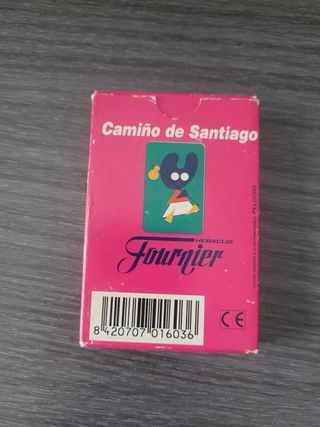 Camiño de Santiago
HERACLIO
Fournier
8 420707 016036
CE